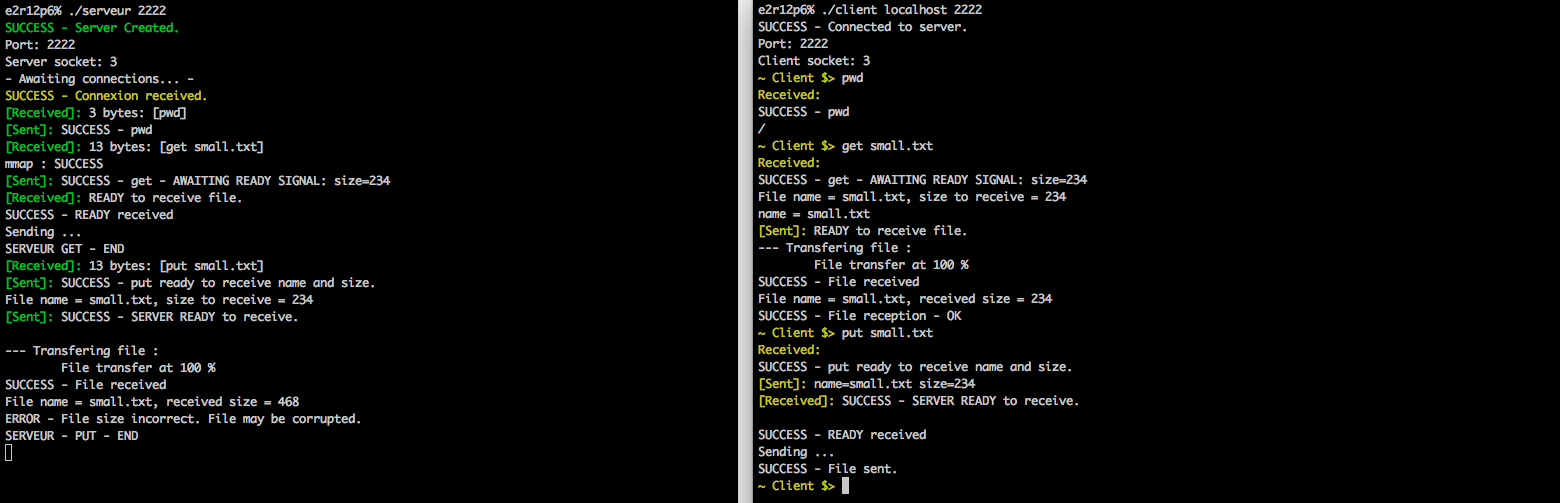 e2r12p6% ./serveur 2222
SUCCESS - Server Created.
Port: 2222
Server socket: 3
- Awaiting connections... -
SUCCESS - Connexion received.
[Received]: 3 bytes: [pwd]
[Sent]: SUCCESS - pwd
[Received]: 13 bytes: [get small.txt]
mmap : SUCCESS
[Sent]: SUCCESS - get - AWAITING READY SIGNAL: size=234
[Received]: READY to receive file.
SUCCESS - READY received
Sending ...
SERVEUR GET - END
[Received]: 13 bytes: [put small.txt]
[Sent]: SUCCESS - put ready to receive name and size.
File name = small.txt, size to receive = 234
[Sent]: SUCCESS - SERVER READY to receive.
--- Transfering file :
File transfer at 100 %
SUCCESS - File received
File name = small.txt, received size = 468
ERROR - File size incorrect. File may be corrupted.
SERVEUR - PUT - END
e2r12p6% ./client localhost 2222
SUCCESS - Connected to server.
Port: 2222
Client socket: 3
~ Client $> pwd
Received:
SUCCESS - pwd
/
~ Client $> get small.txt
Received:
SUCCESS - get - AWAITING READY SIGNAL: size=234
File name = small.txt, size to receive = 234
name = small.txt
[Sent]: READY to receive file.
--- Transfering file :
File transfer at 100 %
SUCCESS - File received
File name = small.txt, received size = 234
SUCCESS - File reception - OK
~ Client $> put small.txt
Received:
SUCCESS - put ready to receive name and size.
[Sent]: name=small.txt size=234
[Received]: SUCCESS - SERVER READY to receive.
SUCCESS - READY received
Sending ...
SUCCESS - File sent.
~ Client $>